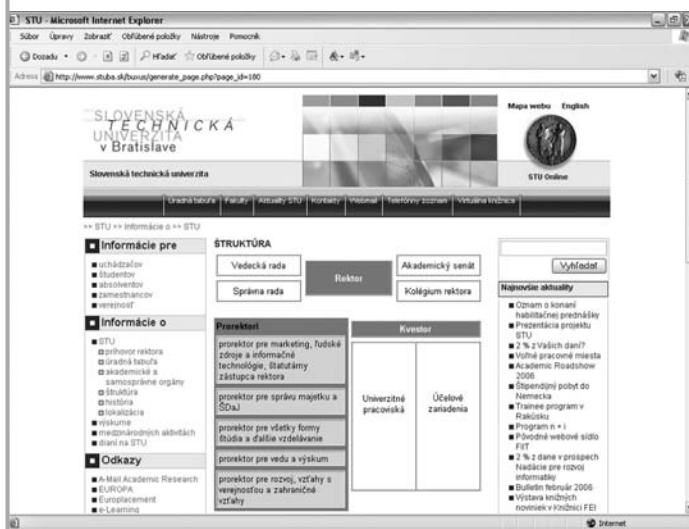 STU - Microsoft Internet Explorer
Súbor Úpravy Zobraziť Obľúbené položky Nástroje Pomocník
Dozadu Hľadať Obľúbené položky
Adresa http://www.stuba.sk/buxus/generate_page.php?page_id=180
SLOVENSKÁ
TECHNICKÁ
UNIVERZITA
v Bratislave
Mapa webu English
Slovenská technická univerzita
STU Online
Úradná tabuľa Fakulty Aktuality STU Kontakty Webmail Telefónny zoznam Virtuálna knižnica
>> STU >> Informácie o >> STU
Informácie pre
uchádzačov
študentov
absolventov
zamestnancov
verejnosť
Informácie o
STU
príhovor rektora
úradná tabuľa
akademické a
samosprávne orgány
štruktúra
história
lokalizácia
výskume
medzinárodných aktivitách
dianí na STU
Odkazy
A-Mail Academic Research
EUROPA
Europlacement
e-Learning
ŠTRUKTÚRA
Vedecká rada
Správna rada
Rektor
Akademický senát
Kolégium rektora
Prorektori
prorektor pre marketing, ľudské
zdroje a informačné
technológie, štatutárny
zástupca rektora
prorektor pre správu majetku a
ŠDaJ
prorektor pre všetky formy
štúdia a ďalšie vzdelávanie
prorektor pre vedu a výskum
prorektor pre rozvoj, vzťahy s
verejnosťou a zahraničné
vzťahy
Kvestor
Univerzitné
pracoviská
Účelové
zariadenia
Vyhľadať
Najnovšie aktuality
Oznam o konaní
habilitačnej prednášky
Prezentácia projektu
STU
2 % z Vašich daní?
Voľné pracovné miesta
Academic Roadshow
2006
Štipendijný pobyt do
Nemecka
Trainee program v
Rakúsku
Program n + i
Pôvodné webové sídlo
FIIT
2 % z dane v prospech
Nadácie pre rozvoj
informatiky
Bulletin február 2006
Výstava knižných
noviniek v Knižnici FEI
Internet